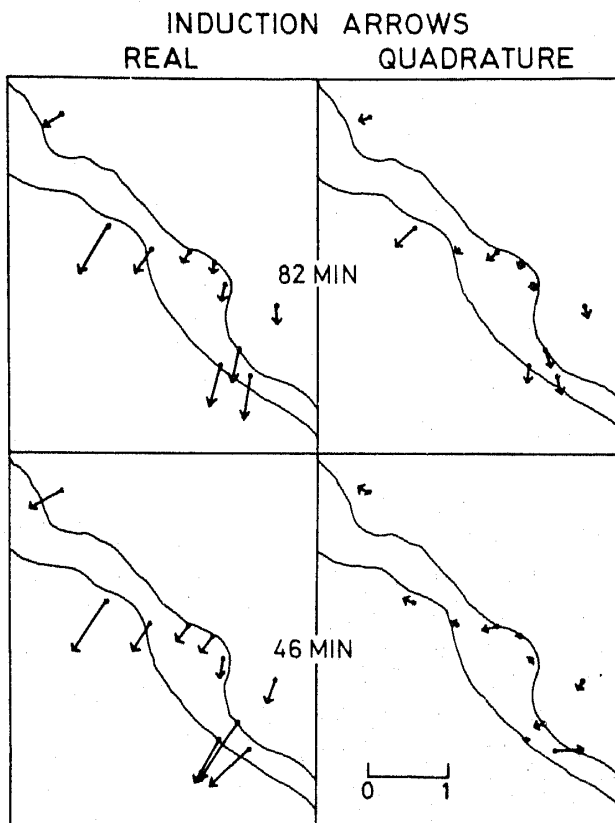 INDUCTION ARROWS
REAL QUADRATURE
82 MIN
46 MIN
0 1